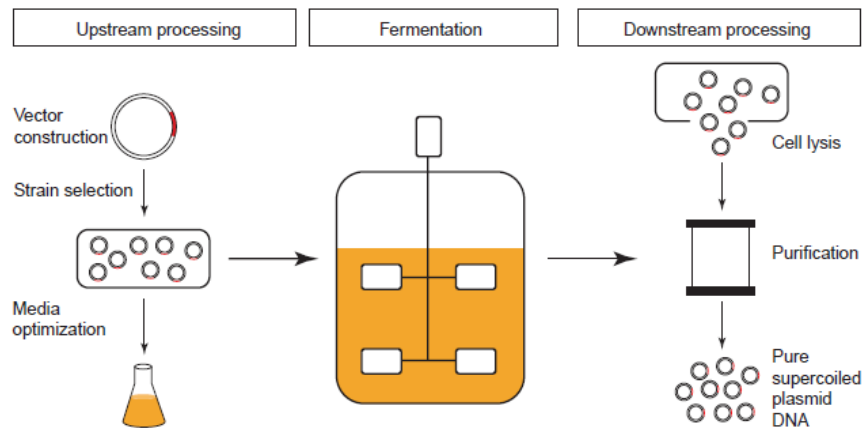 Upstream processing
Fermentation
Downstream processing
Vector
construction
Strain selection
Media
optimization
Cell lysis
Purification
Pure
supercoiled
plasmid
DNA